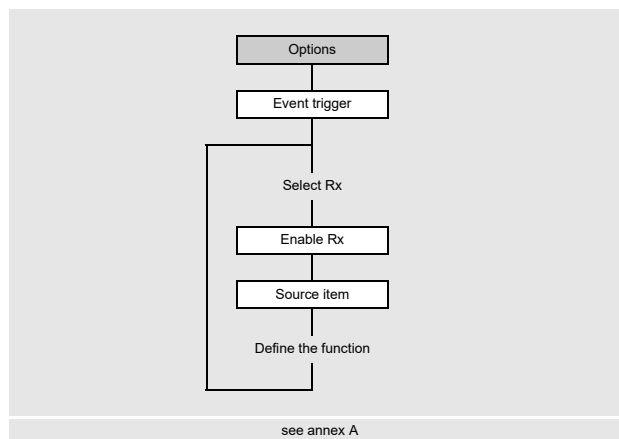 Options
Event trigger
Select Rx
Enable Rx
Source item
Define the function
see annex A